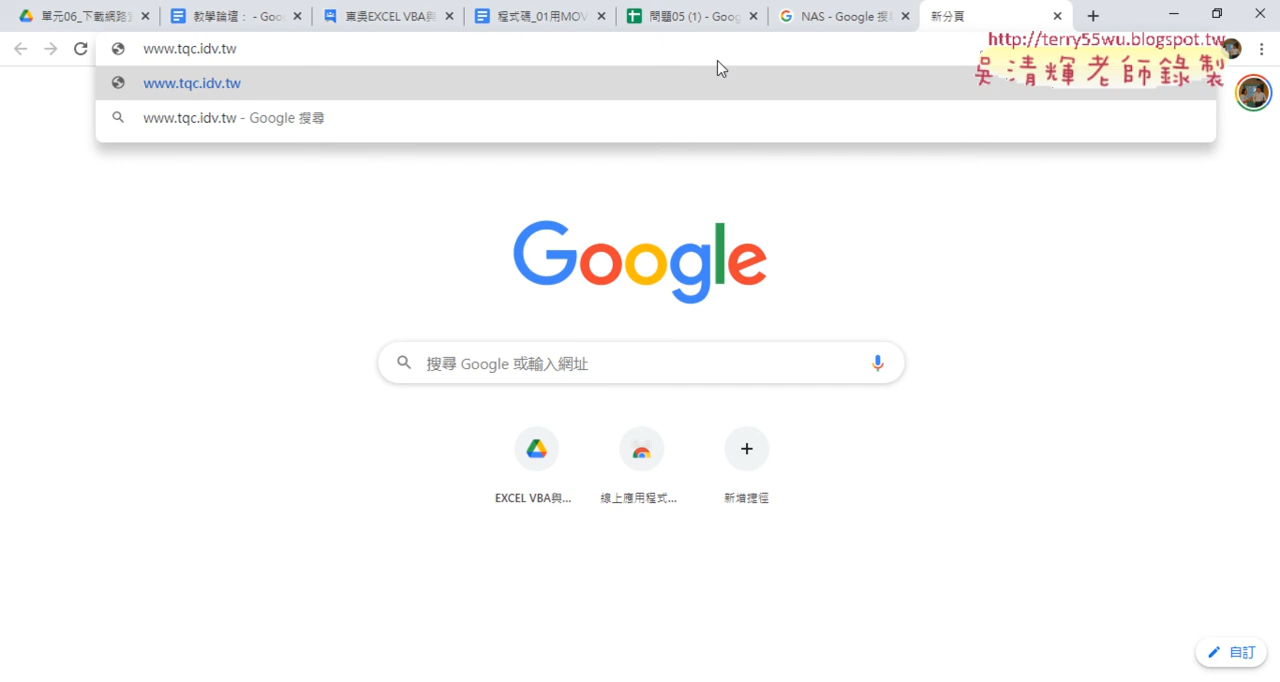 單元06_下載網路
教學論壇： - Goo
東吳EXCEL VBA與
程式碼_01用MOV
問題05 (1) - Goog
NAS - Google 搜
新分頁
www.tqc.idv.tw
http://terry55wu.blogspot.tw
吳清輝老師錄製
www.tqc.idv.tw
www.tqc.idv.tw - Google 搜尋
Google
搜尋 Google 或輸入網址
EXCEL VBA與...
線上應用程式...
新增捷徑
自訂